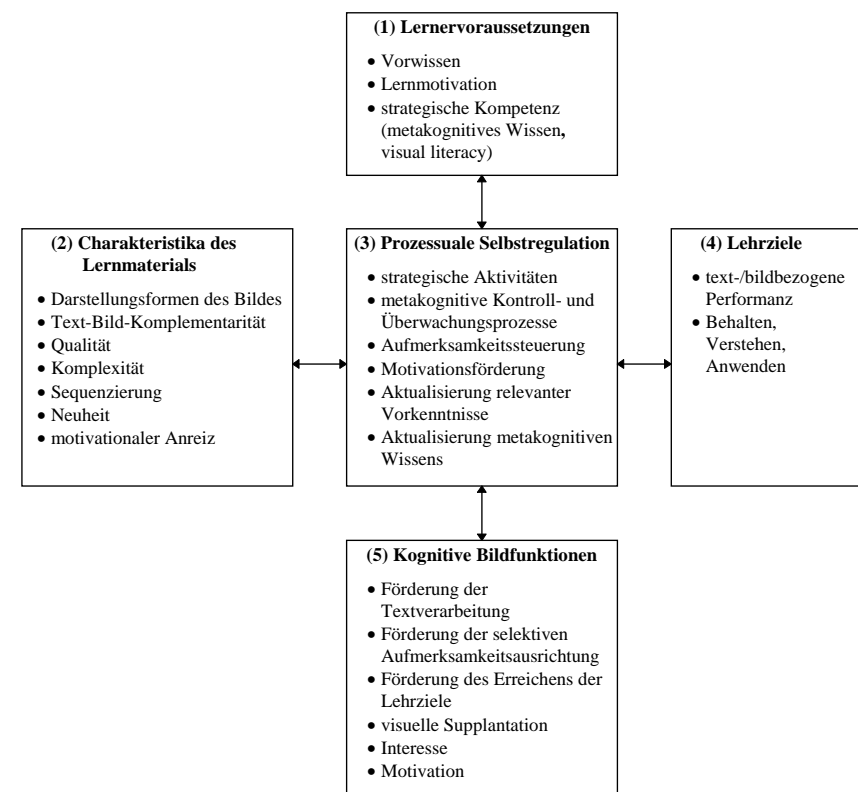 (1) Lernervoraussetzungen
• Vorwissen
• Lernmotivation
• strategische Kompetenz
(metakognitives Wissen,
visual literacy)
(2) Charakteristika des
Lernmaterials
• Darstellungsformen des Bildes
• Text-Bild-Komplementarität
• Qualität
• Komplexität
• Sequenzierung
• Neuheit
• motivationaler Anreiz
(3) Prozessuale Selbstregulation
• strategische Aktivitäten
• metakognitive Kontroll- und
Überwachungsprozesse
• Aufmerksamkeitssteuerung
• Motivationsförderung
• Aktualisierung relevanter
Vorkenntnisse
• Aktualisierung metakognitiven
Wissens
(4) Lehrziele
• text-/bildbezogene
Performanz
• Behalten,
Verstehen,
Anwenden
(5) Kognitive Bildfunktionen
• Förderung der
Textverarbeitung
• Förderung der selektiven
Aufmerksamkeitsausrichtung
• Förderung des Erreichens der
Lehrziele
• visuelle Supplantation
• Interesse
• Motivation